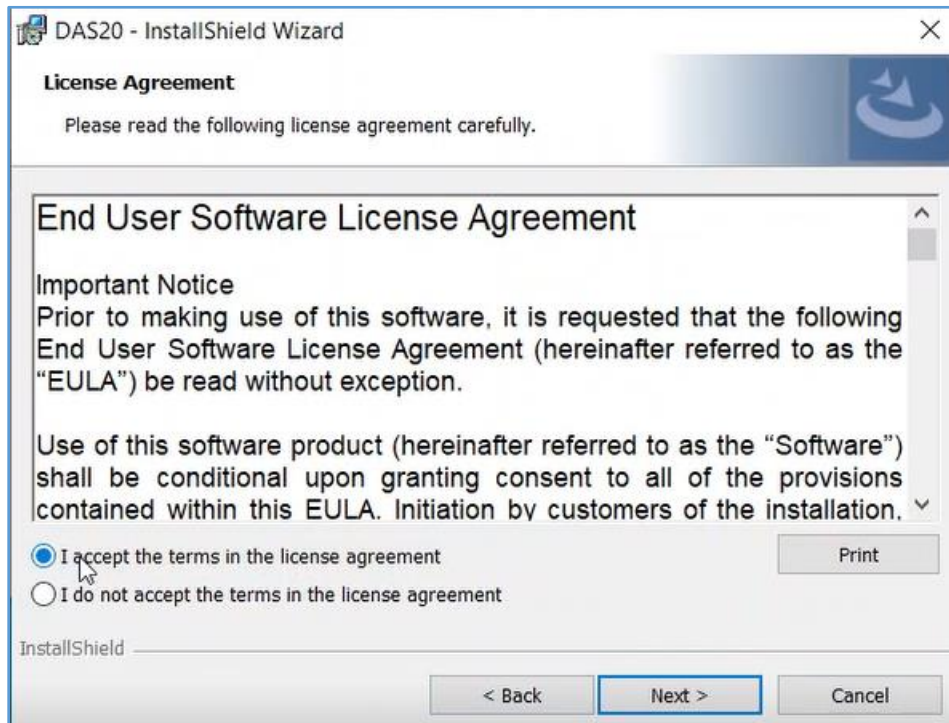 DAS20 - InstallShield Wizard
License Agreement
Please read the following license agreement carefully.
End User Software License Agreement
Important Notice
Prior to making use of this software, it is requested that the following
End User Software License Agreement (hereinafter referred to as the
“EULA”) be read without exception.
Use of this software product (hereinafter referred to as the “Software”)
shall be conditional upon granting consent to all of the provisions
contained within this EULA. Initiation by customers of the installation,
I accept the terms in the license agreement
Print
I do not accept the terms in the license agreement
InstallShield
< Back
Next >
Cancel